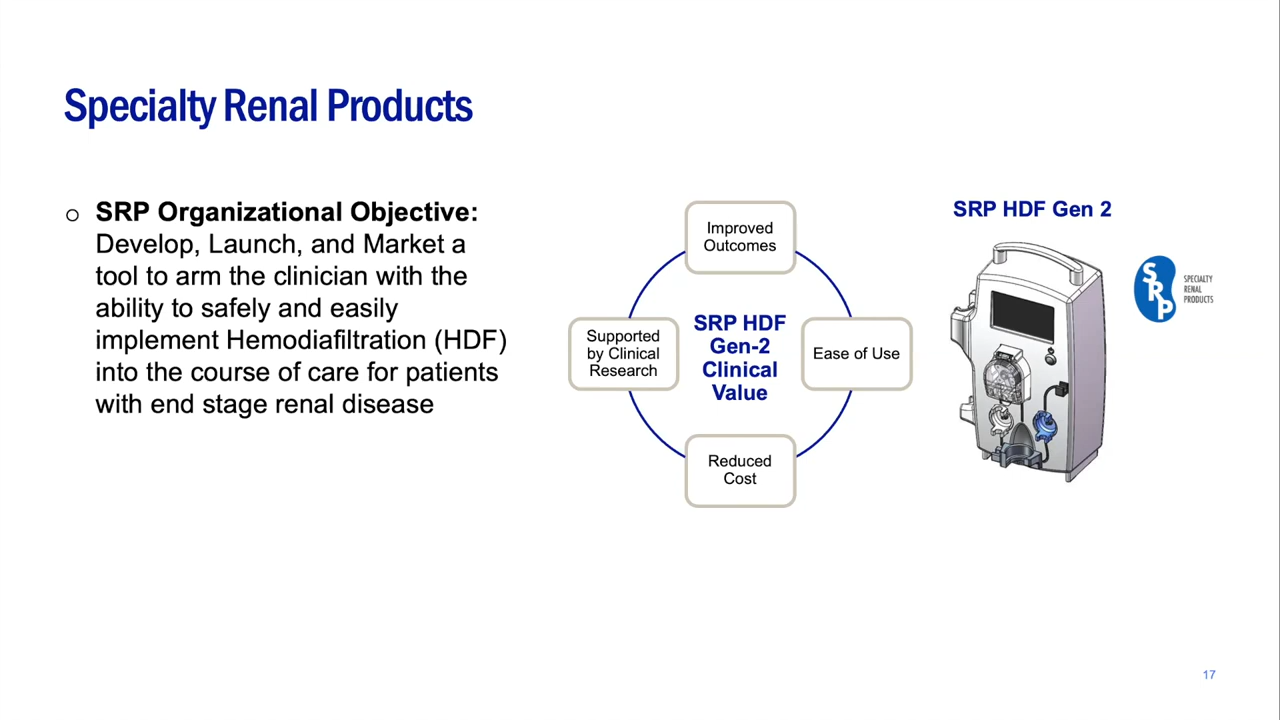 Specialty Renal Products
SRP Organizational Objective:
Develop, Launch, and Market a
tool to arm the clinician with the
ability to safely and easily
implement Hemodiafiltration (HDF)
into the course of care for patients
with end stage renal disease
Improved
Outcomes
Supported
by Clinical
Research
SRP HDF
Gen-2
Clinical
Value
Ease of Use
Reduced
Cost
SRP HDF Gen 2
SRP
SPECIALTY
RENAL
PRODUCTS
17